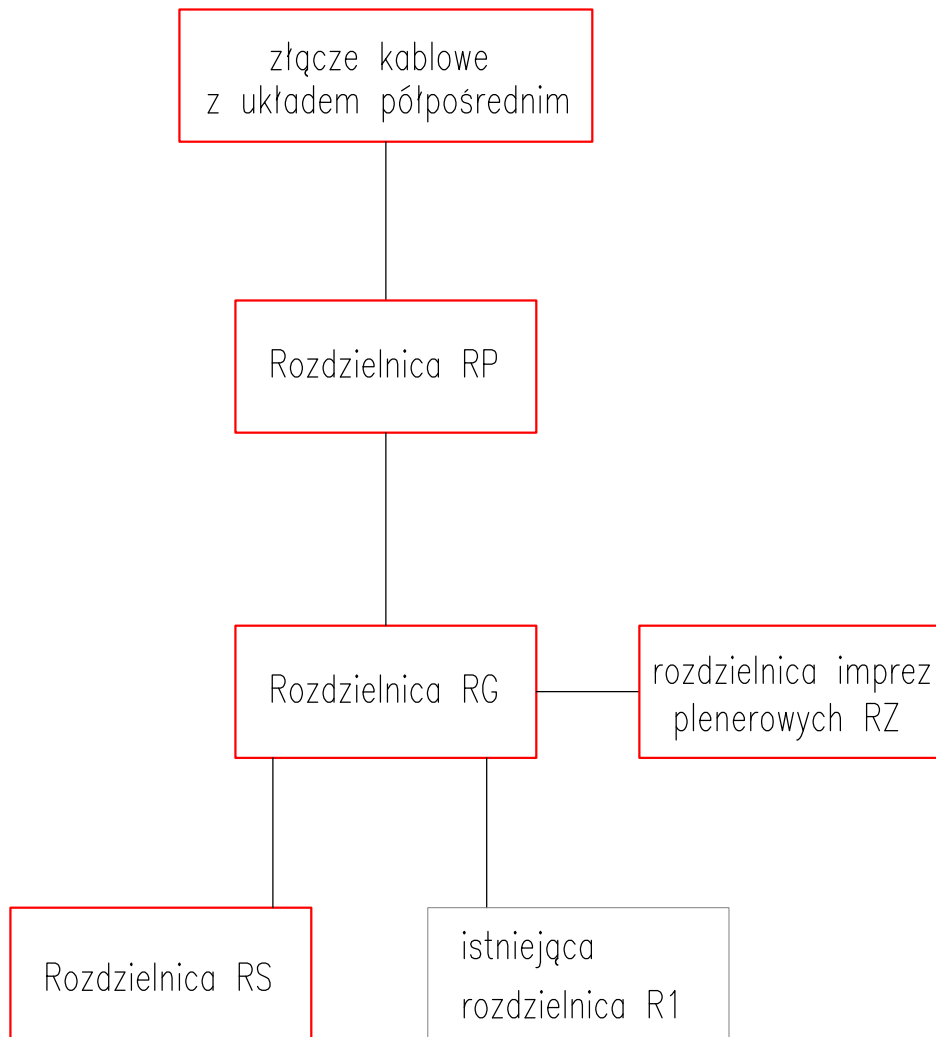 złącze kablowe
z układem półpośrednim
Rozdzielnica RP
Rozdzielnica RG
rozdzielnica imprez
plenerowych RZ
Rozdzielnica RS
istniejąca
rozdzielnica R1